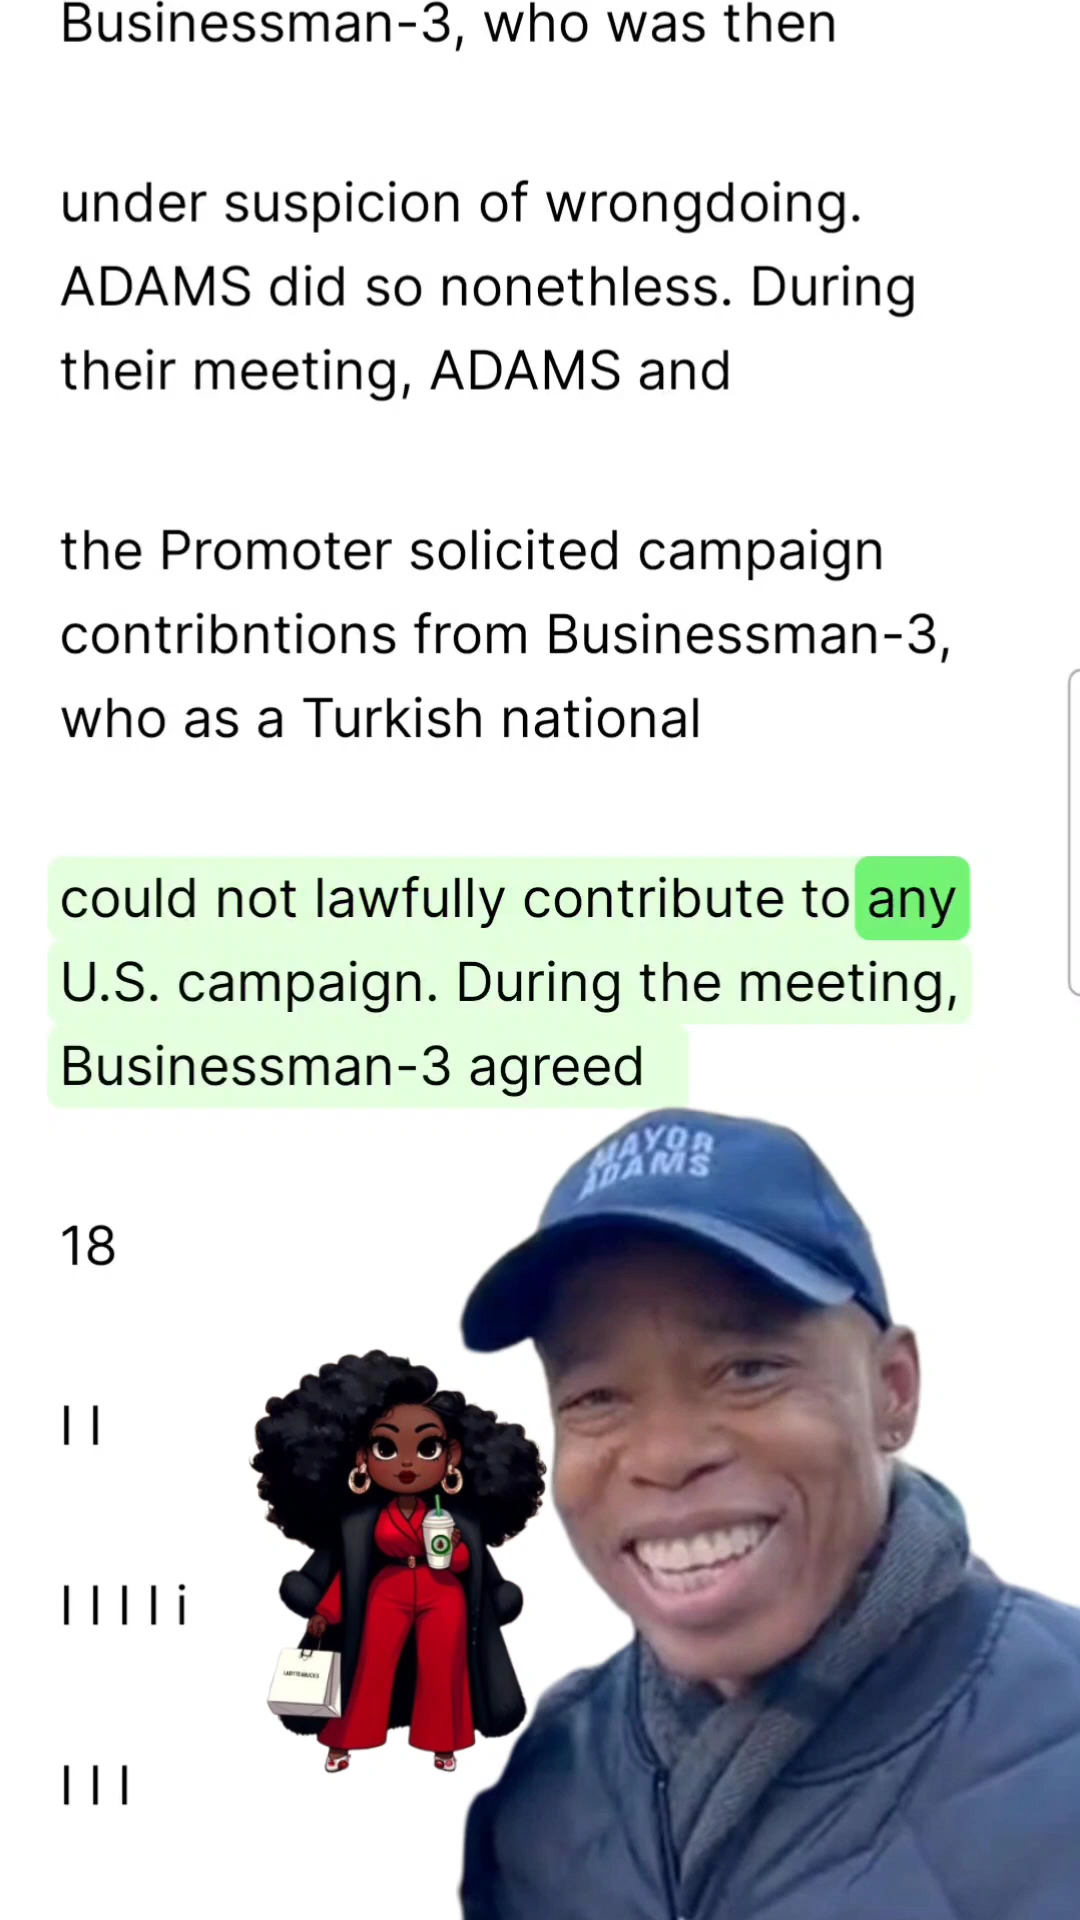 Businessman-3, who was then
under suspicion of wrongdoing.
ADAMS did so nonethless. During
their meeting, ADAMS and
the Promoter solicited campaign
contribntions from Businessman-3,
who as a Turkish national
could not lawfully contribute to any
U.S. campaign. During the meeting,
Businessman-3 agreed
MAYOR
ADAMS
18
I I
I I I I i
I I I